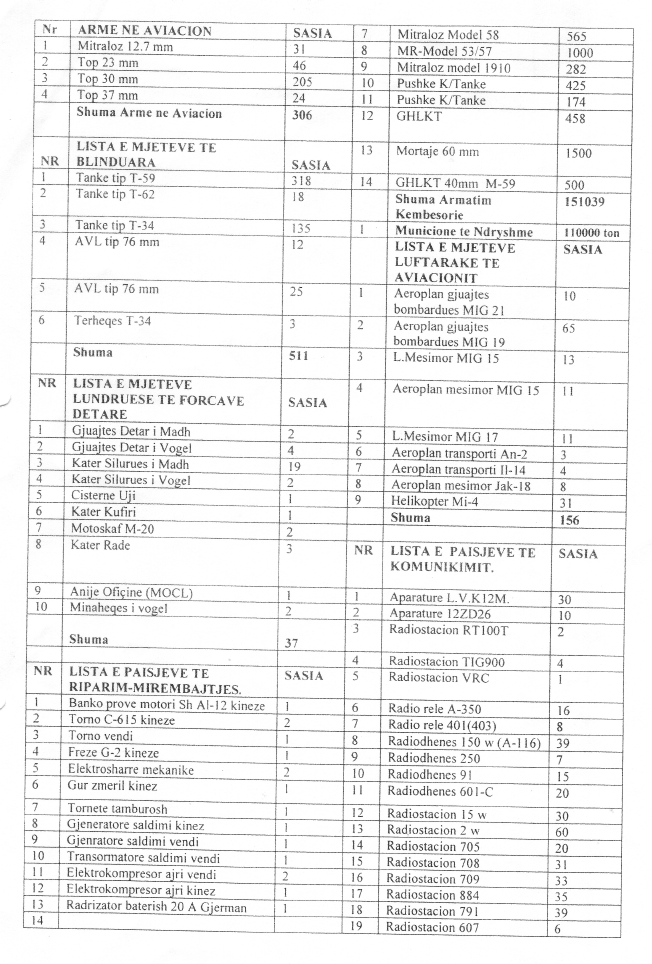 Nr ARME NE AVIACION SASIA
1 Mitraloz 12.7 mm 31
2 Top 23 mm 46
3 Top 30 mm 205
4 Top 37 mm 24
Shuma Arme ne Aviacion 306
NR LISTA E MJETEVE TE
BLINDUARA SASIA
1 Tanke tip T-59 318
2 Tanke tip T-62 18
3 Tanke tip T-34 135
4 AVL tip 76 mm 12
5 AVL tip 76 mm 25
6 Terheqes T-34 3
Shuma 511
NR LISTA E MJETEVE
LUNDRUESE TE FORCAVE
DETARE SASIA
1 Gjuajtes Detar i Madh 2
2 Gjuajtes Detar i Vogel 4
3 Kater Silurues i Madh 19
4 Kater Silurues i Vogel 2
5 Cisterne Uji 1
6 Kater Kufiri 1
7 Motoskaf M-20 2
8 Kater Rade 3
9 Anije Ofiçine (MOCL) 1
10 Minaheqes i vogel 2
Shuma 37
NR LISTA E PAISJEVE TE
RIPARIM-MIREMBAJTJES. SASIA
1 Banko prove motori Sh Al-12 kineze 1
2 Torno C-615 kineze 2
3 Torno vendi 1
4 Freze G-2 kineze 1
5 Elektrosharre mekanike 2
6 Gur zmeril kinez 1
7 Tornete tamburosh 1
8 Gjeneratore saldimi kinez 1
9 Gjenratore saldimi vendi 1
10 Transormatore saldimi vendi 1
11 Elektrokompresor ajri vendi 2
12 Elektrokompresor ajri kinez 1
13 Radrizator baterish 20 A Gjerman 1
14
7 Mitraloz Model 58 565
8 MR-Model 53/57 1000
9 Mitraloz model 1910 282
10 Pushke K/Tanke 425
11 Pushke K/Tanke 174
12 GHLKT 458
13 Mortaje 60 mm 1500
14 GHLKT 40mm M-59 500
Shuma Armatim
Kembesorie 151039
1 Municione te Ndryshme 110000 ton
LISTA E MJETEVE
LUFTARAKE TE
AVIACIONIT SASIA
1 Aeroplan gjuajtes
bombardues MIG 21 10
2 Aeroplan gjuajtes
bombardues MIG 19 65
3 L.Mesimor MIG 15 13
4 Aeroplan mesimor MIG 15 11
5 L.Mesimor MIG 17 11
6 Aeroplan transporti An-2 3
7 Aeroplan transporti Il-14 4
8 Aeroplan mesimor Jak-18 8
9 Helikopter Mi-4 31
Shuma 156
NR LISTA E PAISJEVE TE
KOMUNIKIMIT. SASIA
1 Aparature L.V.K12M. 30
2 Aparature 12ZD26 10
3 Radiostacion RT100T 2
4 Radiostacion TIG900 4
5 Radiostacion VRC 1
6 Radio rele A-350 16
7 Radio rele 401(403) 8
8 Radiodhenes 150 w (A-116) 39
9 Radiodhenes 250 7
10 Radiodhenes 91 15
11 Radiodhenes 601-C 20
12 Radiostacion 15 w 30
13 Radiostacion 2 w 60
14 Radiostacion 705 20
15 Radiostacion 708 31
16 Radiostacion 709 33
17 Radiostacion 884 35
18 Radiostacion 791 39
19 Radiostacion 607 6